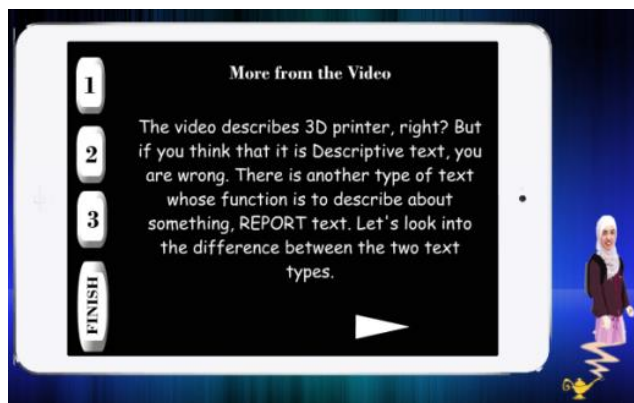 More from the Video
1
The video describes 3D printer, right? But
if you think that it is Descriptive text, you
2
are wrong. There is another type of text
whose function is to describe about
3
something, REPORT text. Let's look into
the difference between the two text
types.
FINISH